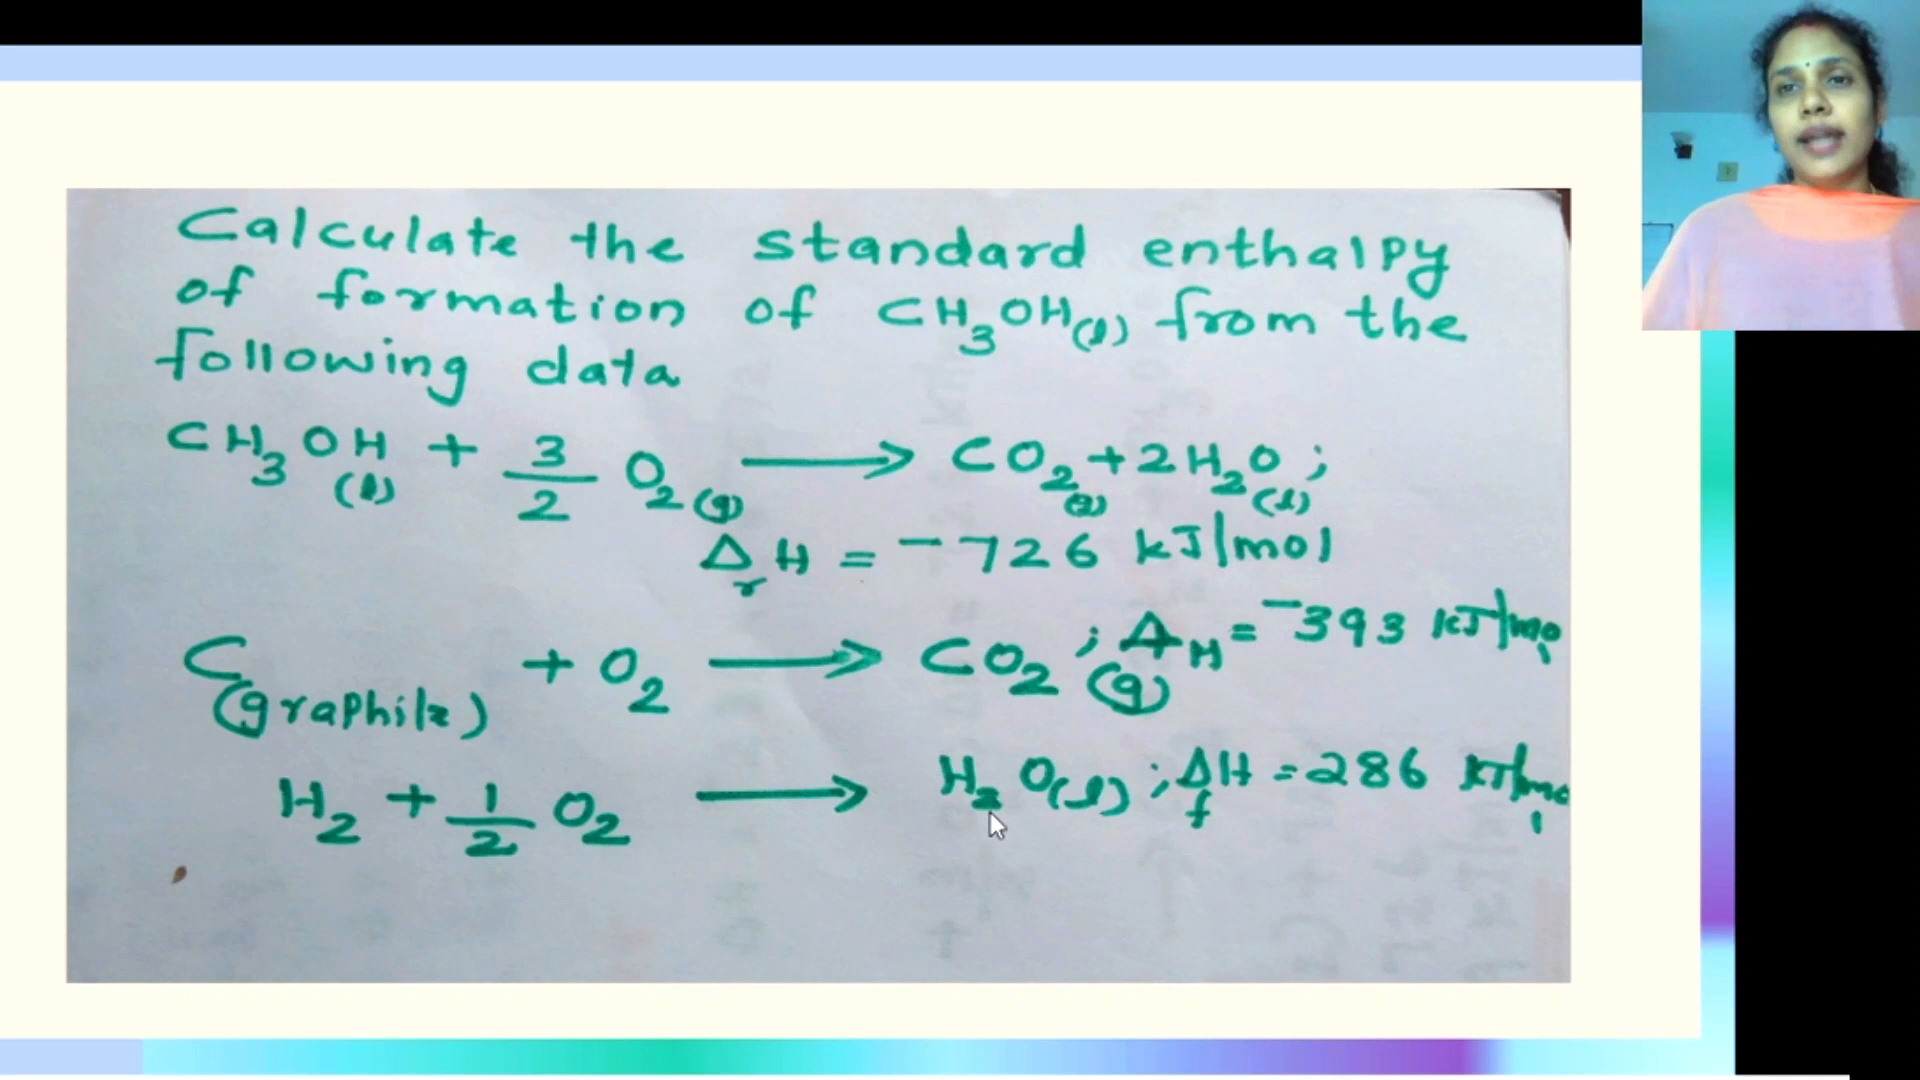 Calculate the standard enthalpy
of formation of CH₃OH(l) from the
following data
CH₃OH(l) + 3/2 O₂(g) ⟶ CO₂(g) + 2H₂O(l) ;
ΔᵣH = -726 kJ/mol
C(graphite) + O₂ ⟶ CO₂(g) ; ΔH = -393 kJ/mol
H₂ + 1/2 O₂ ⟶ H₂O(l) ; ΔfH = -286 kJ/mol